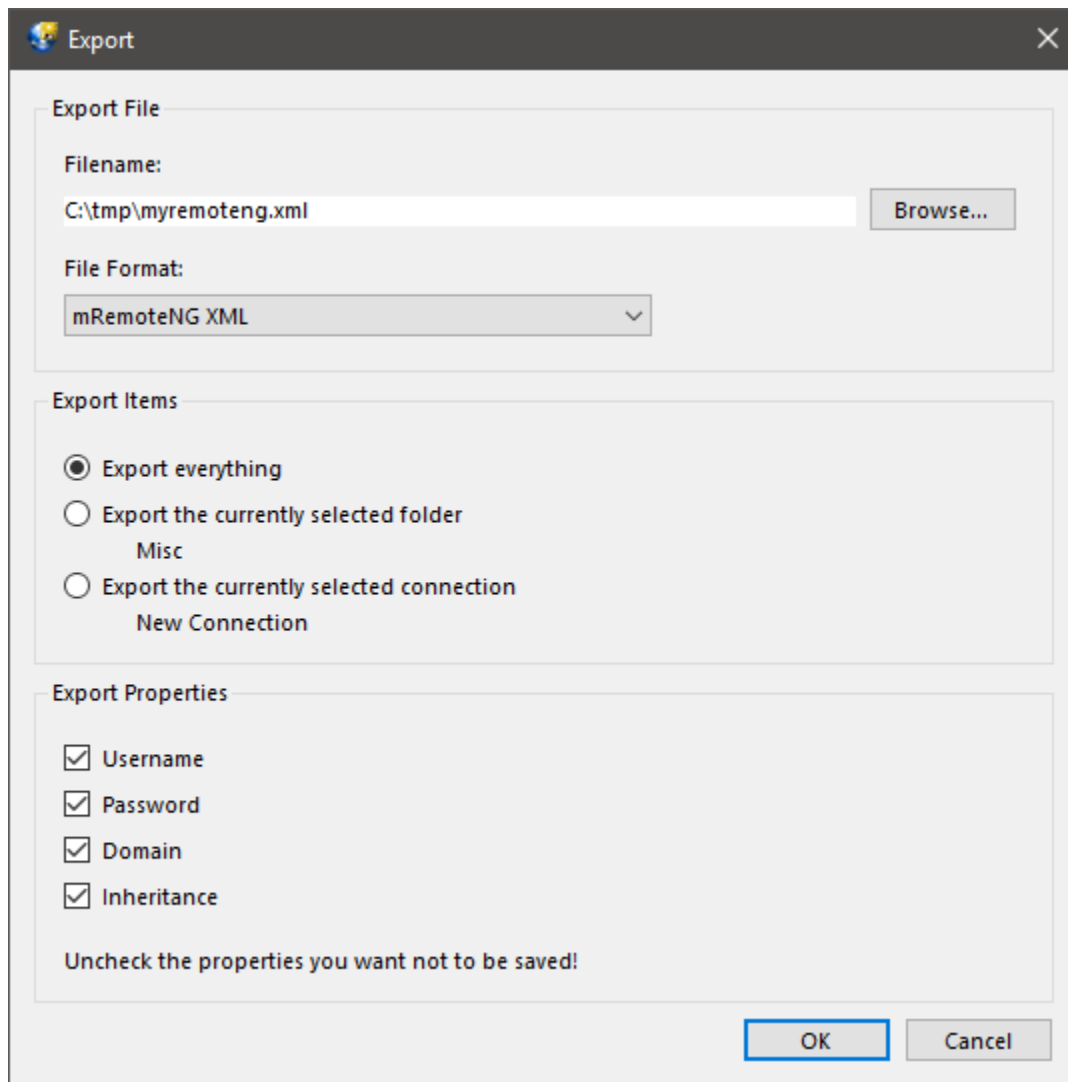 Export
Export File
Filename:
C:\tmp\myremoteng.xml
Browse...
File Format:
mRemoteNG XML
Export Items
Export everything
Export the currently selected folder
Misc
Export the currently selected connection
New Connection
Export Properties
Username
Password
Domain
Inheritance
Uncheck the properties you want not to be saved!
OK Cancel